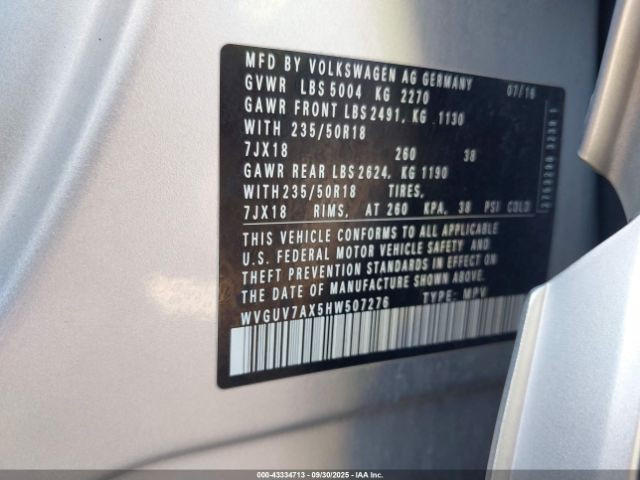 MFD BY VOLKSWAGEN AG GERMANY
GVWR LBS 5004 KG 2270 07/16
GAWR FRONT LBS 2491, KG .1130
WITH 235/50R18
7JX18 260 38
GAWR REAR LBS 2624, KG 1190
WITH 235/50R18 TIRES,
7JX18 RIMS, AT 260 KPA, 38 PSI COLD
THIS VEHICLE CONFORMS TO ALL APPLICABLE
U.S. FEDERAL MOTOR VEHICLE SAFETY AND
THEFT PREVENTION STANDARDS IN EFFECT ON
THE DATE OF MANUFACTURE SHOWN ABOVE.
WVGUV7AX5HW507276 TYPE: MPV
000-43334713 - 09/30/2025 - IAA Inc.